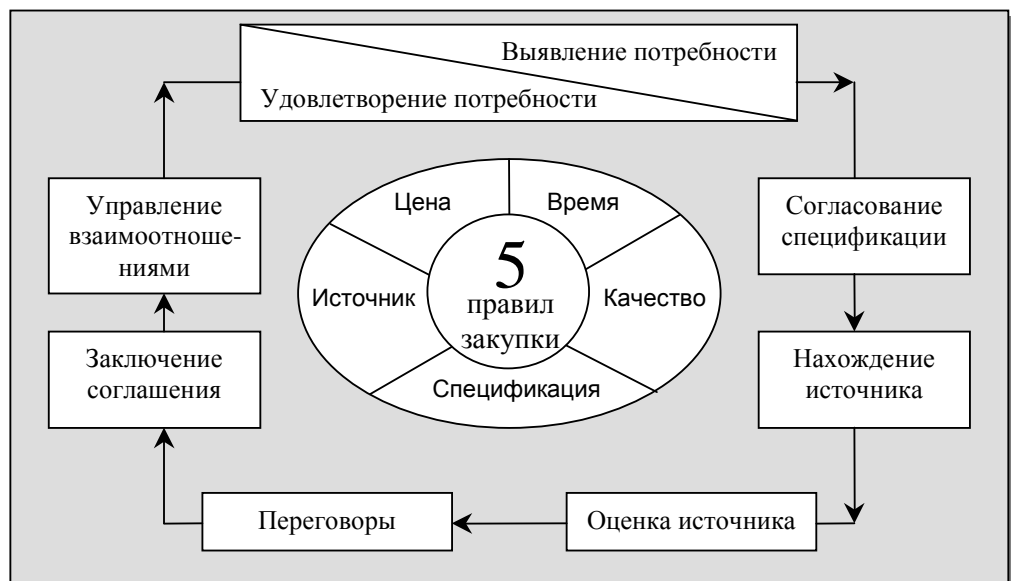 Выявление потребности
Удовлетворение потребности
Управление
взаимоотноше-
ниями
Цена
Время
Согласование
спецификации
Источник
5
правил
закупки
Качество
Заключение
соглашения
Спецификация
Нахождение
источника
Переговоры
Оценка источника